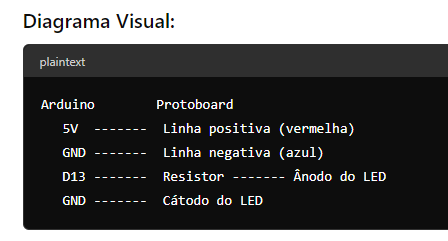 Diagrama Visual:
plaintext
Arduino Protoboard
5V ------- Linha positiva (vermelha)
GND ------- Linha negativa (azul)
D13 ------- Resistor ------- Ânodo do LED
GND ------- Cátodo do LED